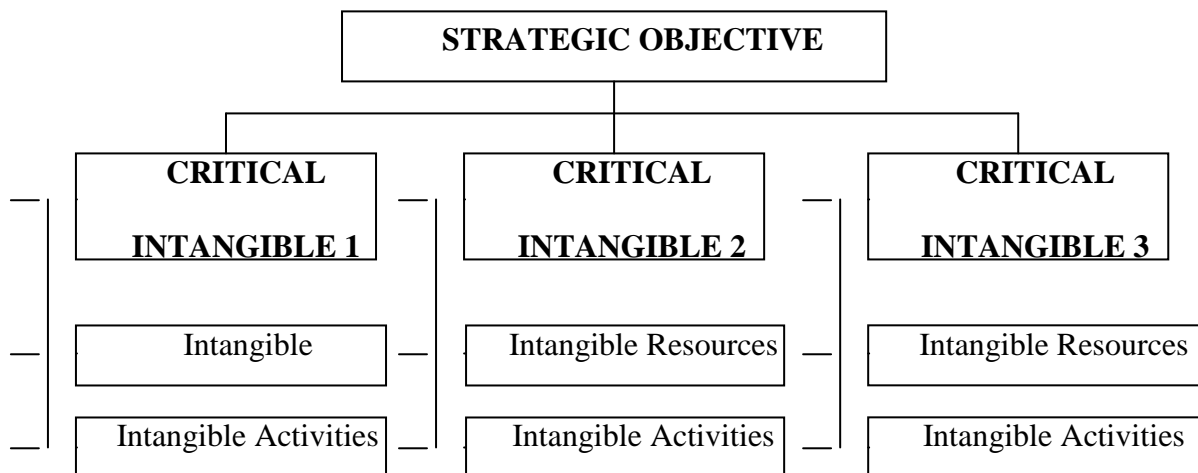 STRATEGIC OBJECTIVE
CRITICAL
INTANGIBLE 1
CRITICAL
INTANGIBLE 2
CRITICAL
INTANGIBLE 3
Intangible
Intangible Resources
Intangible Resources
Intangible Activities
Intangible Activities
Intangible Activities